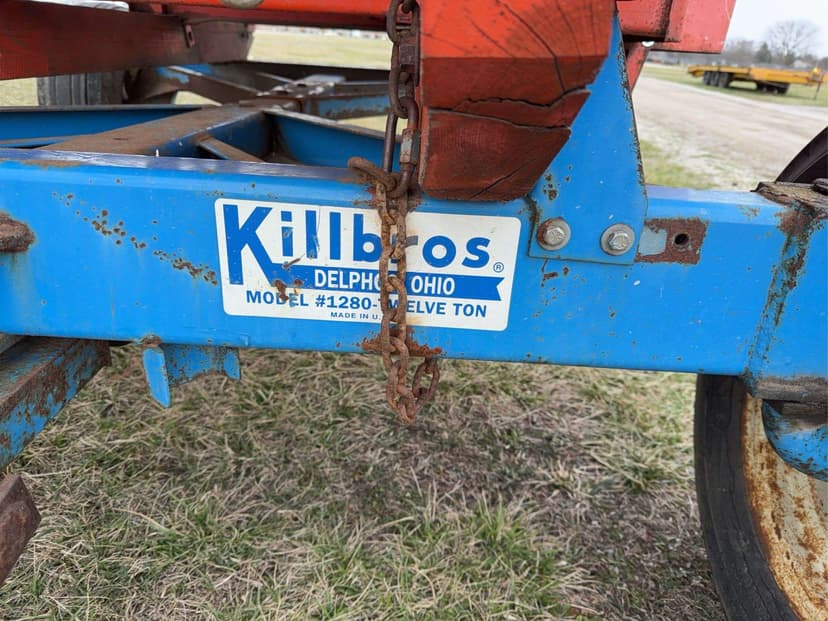 Killbros®
DELPHOS OHIO
MODEL #1280-TWELVE TON
MADE IN U.